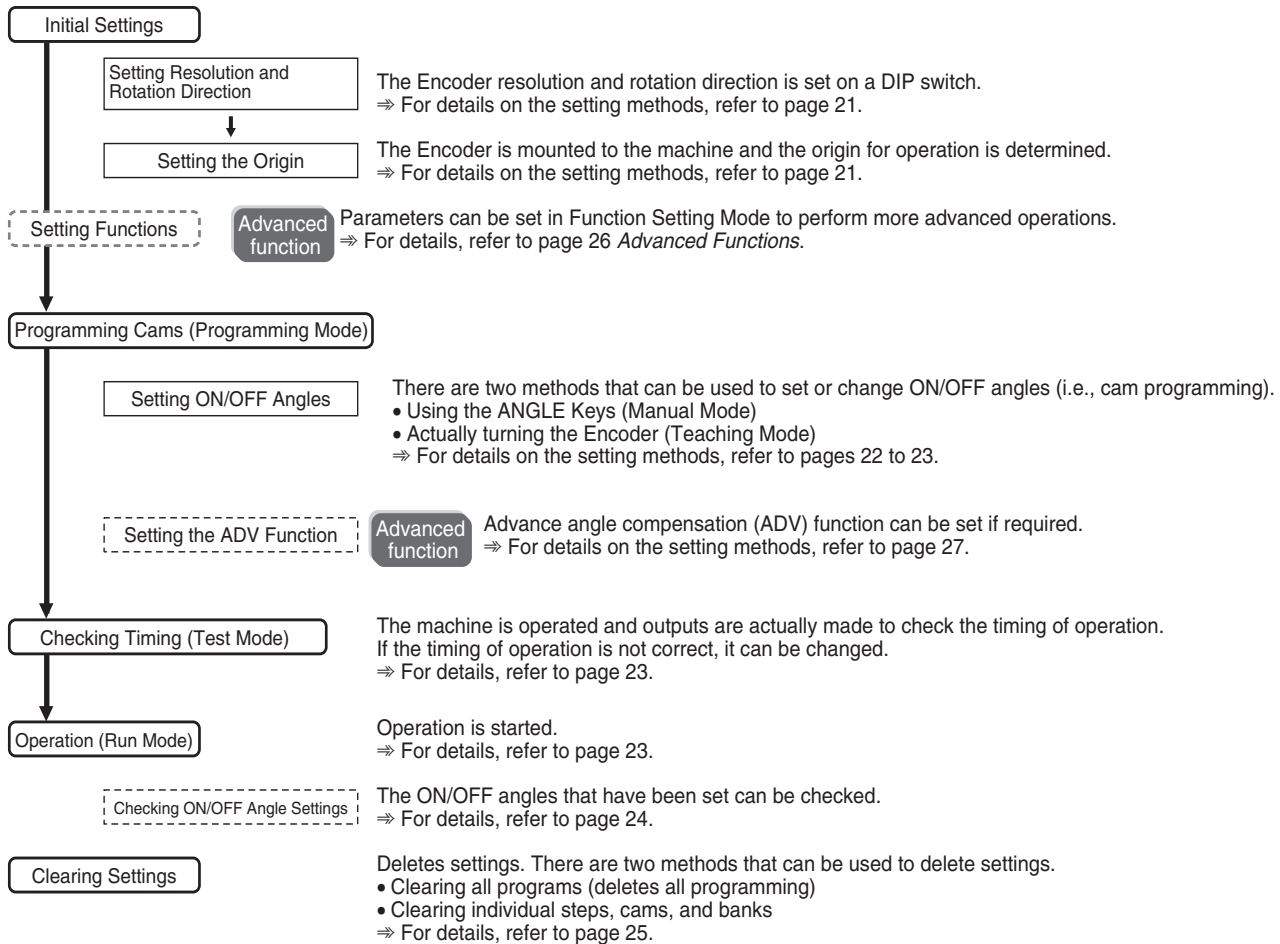 Initial Settings
Setting Resolution and
Rotation Direction
The Encoder resolution and rotation direction is set on a DIP switch.
⇒ For details on the setting methods, refer to page 21.
Setting the Origin
The Encoder is mounted to the machine and the origin for operation is determined.
⇒ For details on the setting methods, refer to page 21.
Setting Functions
Advanced
function
Parameters can be set in Function Setting Mode to perform more advanced operations.
⇒ For details, refer to page 26 Advanced Functions.
Programming Cams (Programming Mode)
Setting ON/OFF Angles
There are two methods that can be used to set or change ON/OFF angles (i.e., cam programming).
• Using the ANGLE Keys (Manual Mode)
• Actually turning the Encoder (Teaching Mode)
⇒ For details on the setting methods, refer to pages 22 to 23.
Setting the ADV Function
Advanced
function
Advance angle compensation (ADV) function can be set if required.
⇒ For details on the setting methods, refer to page 27.
Checking Timing (Test Mode)
The machine is operated and outputs are actually made to check the timing of operation.
If the timing of operation is not correct, it can be changed.
⇒ For details, refer to page 23.
Operation (Run Mode)
Operation is started.
⇒ For details, refer to page 23.
Checking ON/OFF Angle Settings
The ON/OFF angles that have been set can be checked.
⇒ For details, refer to page 24.
Clearing Settings
Deletes settings. There are two methods that can be used to delete settings.
• Clearing all programs (deletes all programming)
• Clearing individual steps, cams, and banks
⇒ For details, refer to page 25.